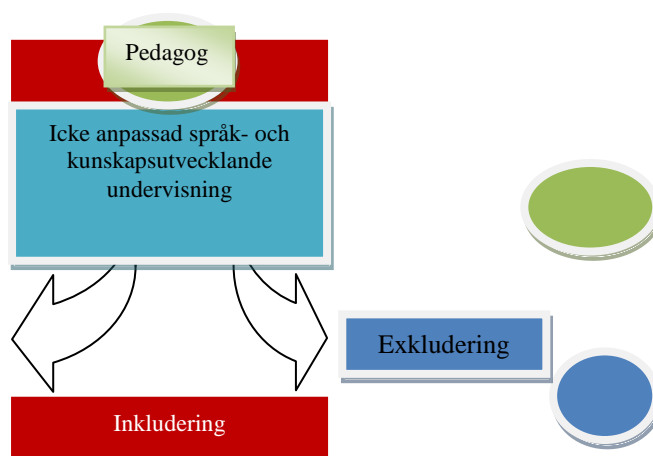 Pedagog
Icke anpassad språk- och
kunskapsutvecklande
undervisning
Exkludering
Inkludering